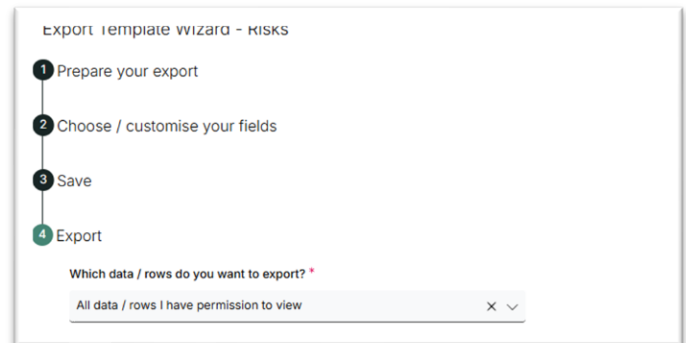 Export Template Wizard - Risks
1 Prepare your export
2 Choose / customise your fields
3 Save
4 Export
Which data / rows do you want to export? *
All data / rows I have permission to view